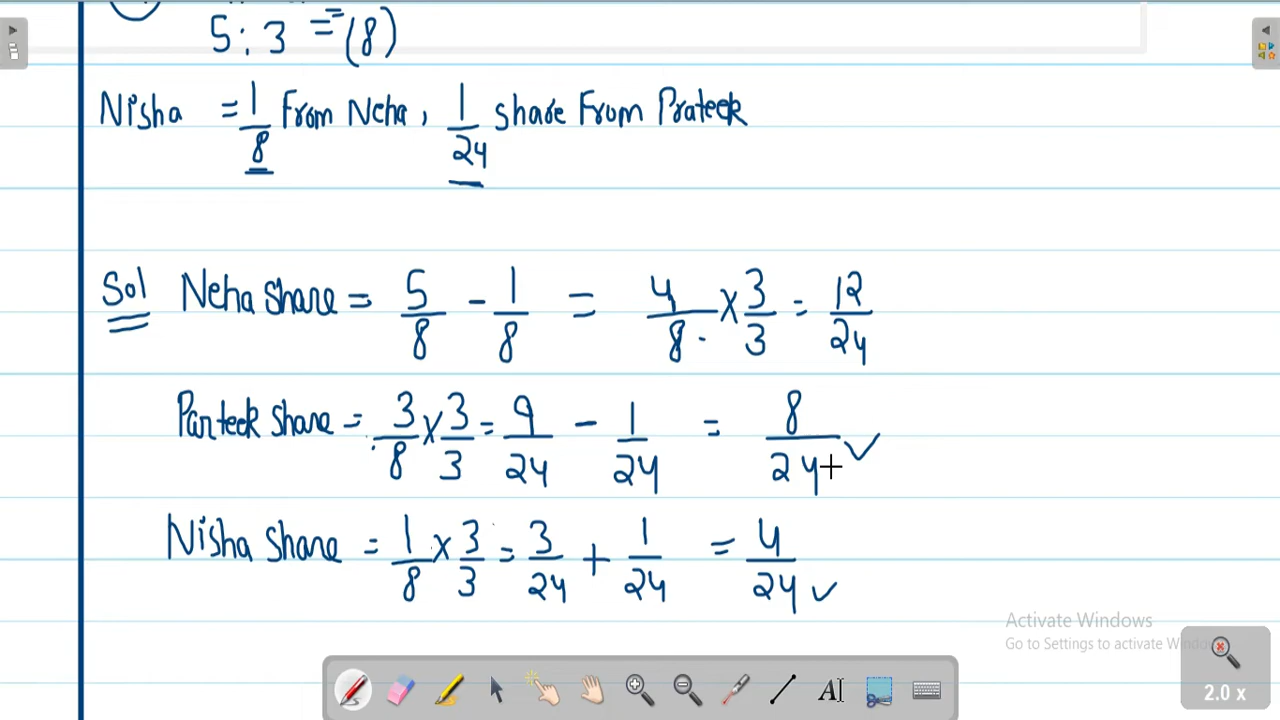 5 : 3 = (8)
Nisha = 1/8 From Neha, 1/24 share From Prateek
Sol Neha share = 5/8 - 1/8 = 4/8 × 3/3 = 12/24
Parteek share = 3/8 × 3/3 = 9/24 - 1/24 = 8/24 ✓
Nisha share = 1/8 × 3/3 = 3/24 + 1/24 = 4/24 ✓
Activate Windows
Go to Settings to activate Windows
2.0 x